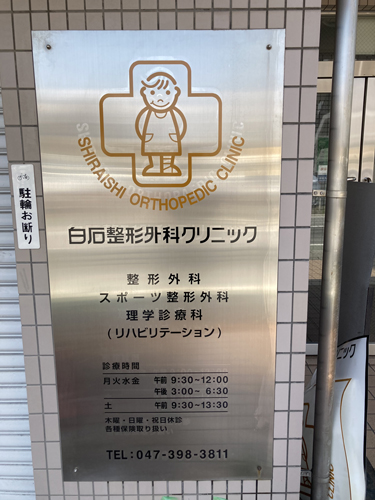 SHIRAISHI ORTHOPEDIC CLINIC
白石整形外科クリニック
整形外科
スポーツ整形外科
理学診療科
(リハビリテーション)
診療時間
月火水金 午前 9:30~12:00
午後 3:00~ 6:30
土 午前 9:30~13:30
木曜・日曜・祝日休診
各種保険取り扱い
TEL:047-398-3811
駐輪お断り
ニック